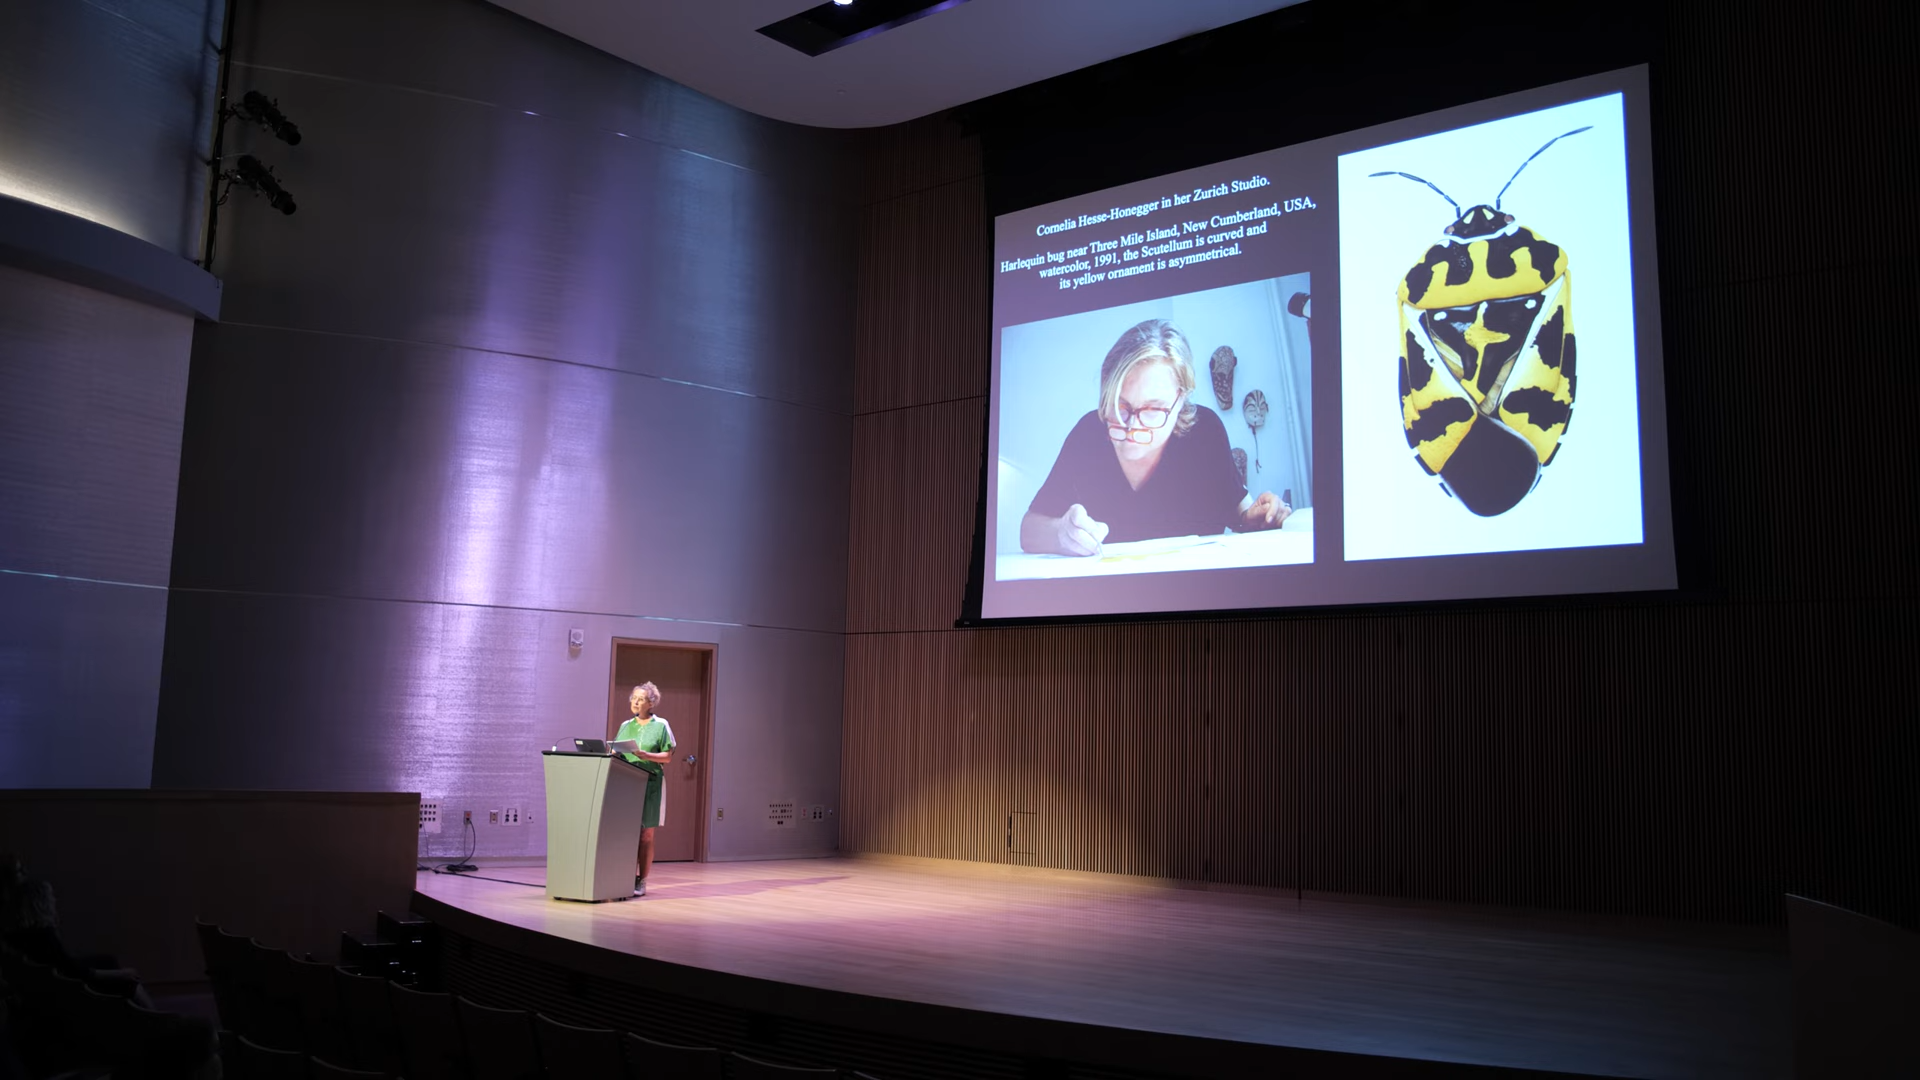 Cornelia Hesse-Honegger in her Zurich Studio.
Harlequin bug near Three Mile Island, New Cumberland, USA,
watercolor, 1991, the Scutellum is curved and
its yellow ornament is asymmetrical.